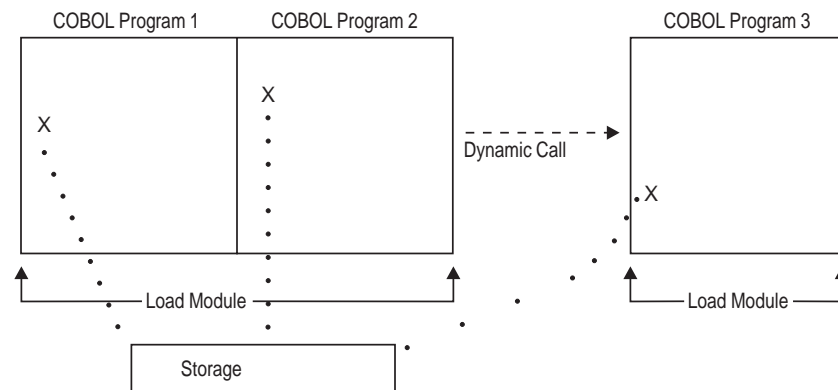 COBOL Program 1
COBOL Program 2
COBOL Program 3
X
X
Dynamic Call
X
Load Module
Load Module
Storage